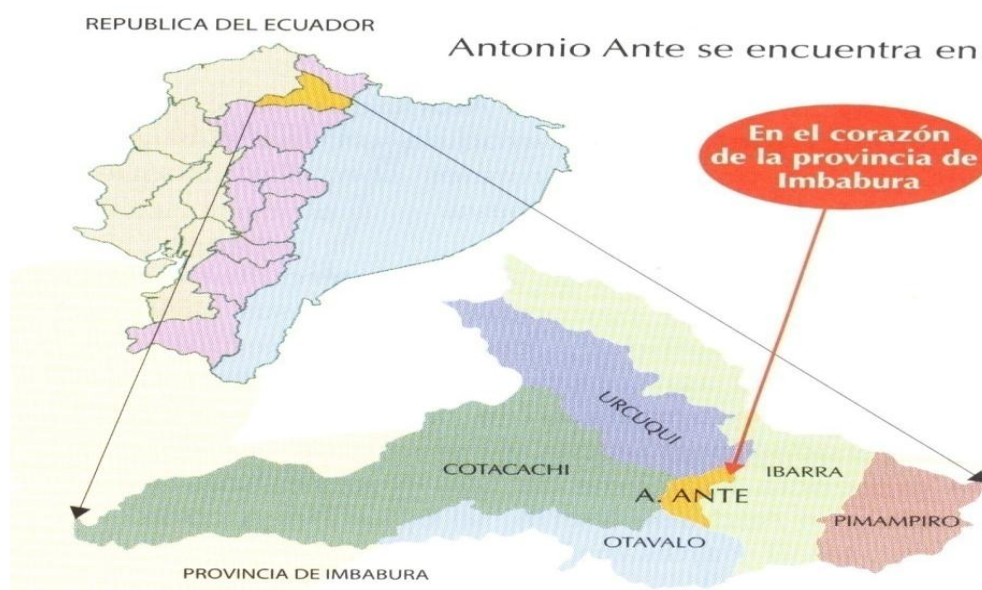 REPUBLICA DEL ECUADOR
Antonio Ante se encuentra en
En el corazón
de la provincia de
Imbabura
URCUQUI
COTACACHI
IBARRA
A. ANTE
PIMAMPIRO
OTAVALO
PROVINCIA DE IMBABURA